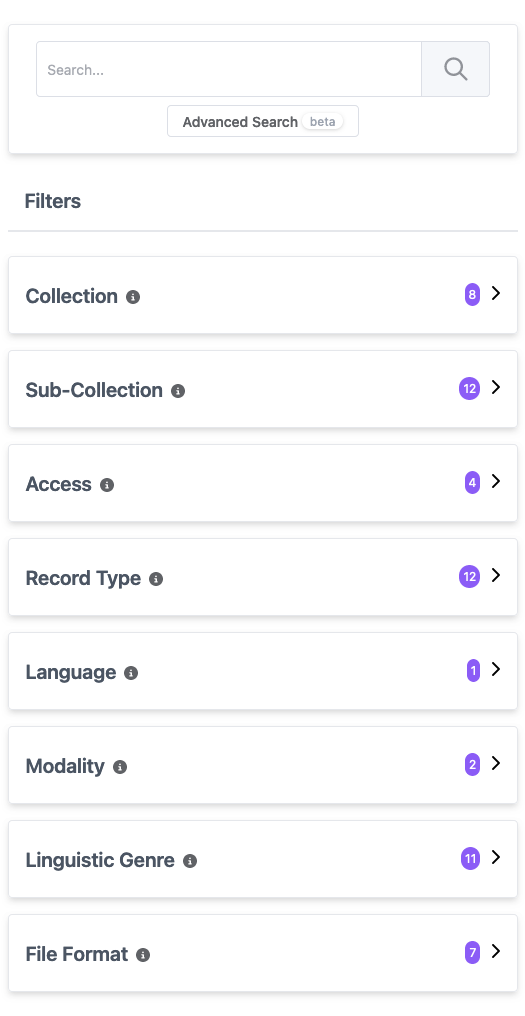 Search...
Advanced Search beta
Filters
Collection 8
Sub-Collection 12
Access 4
Record Type 12
Language 1
Modality 2
Linguistic Genre 11
File Format 7